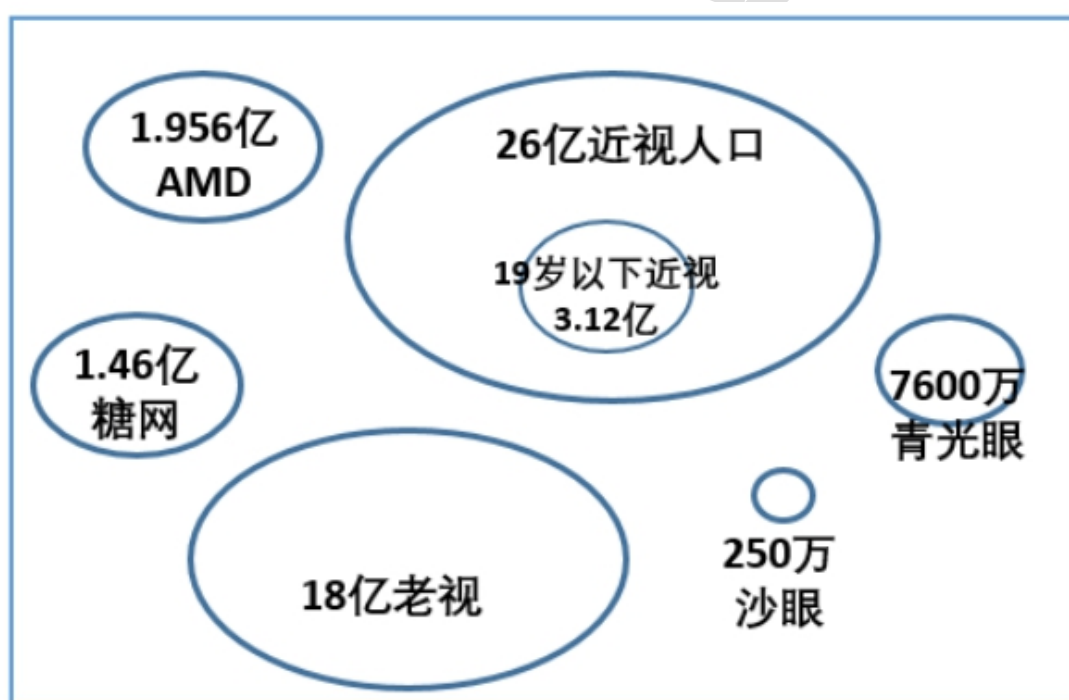 1.956亿
AMD
26亿近视人口
19岁以下近视
3.12亿
1.46亿
糖网
7600万
青光眼
18亿老视
250万
沙眼